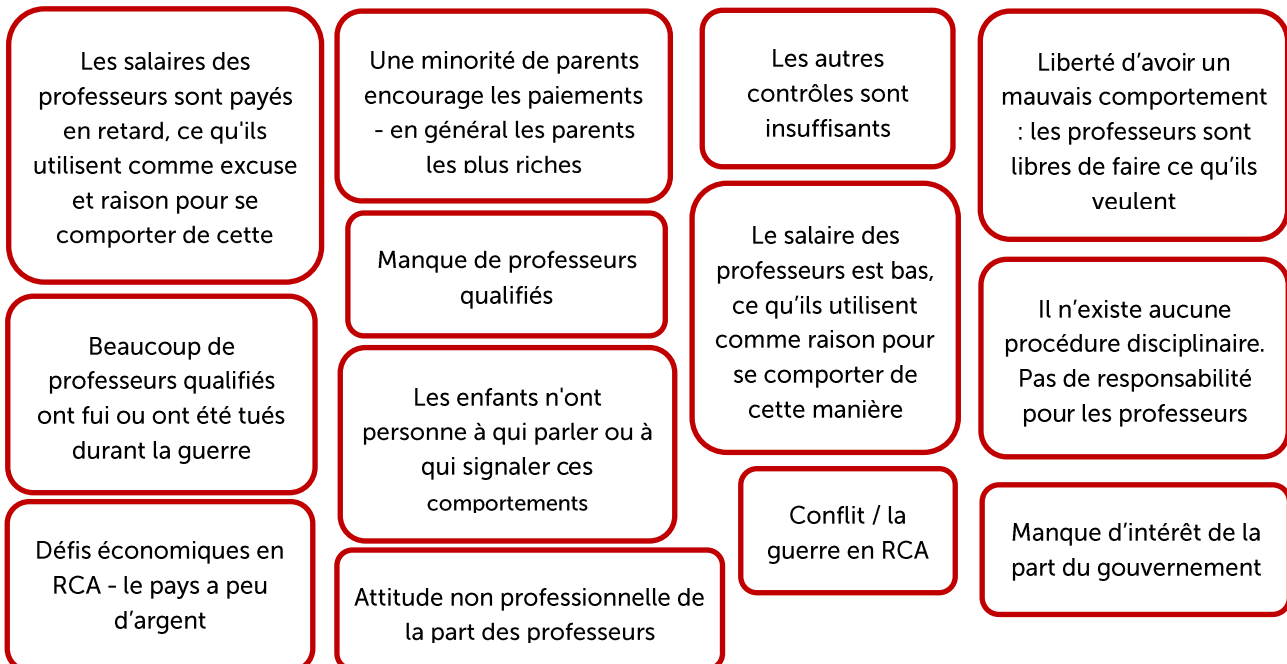 Les salaires des
professeurs sont payés
en retard, ce qu'ils
utilisent comme excuse
et raison pour se
comporter de cette
Une minorité de parents
encourage les paiements
- en général les parents
les plus riches
Les autres
contrôles sont
insuffisants
Liberté d’avoir un
mauvais comportement
: les professeurs sont
libres de faire ce qu’ils
veulent
Manque de professeurs
qualifiés
Le salaire des
professeurs est bas,
ce qu’ils utilisent
comme raison pour
se comporter de
cette manière
Beaucoup de
professeurs qualifiés
ont fui ou ont été tués
durant la guerre
Les enfants n'ont
personne à qui parler ou à
qui signaler ces
comportements
Il n’existe aucune
procédure disciplinaire.
Pas de responsabilité
pour les professeurs
Défis économiques en
RCA - le pays a peu
d’argent
Attitude non professionnelle de
la part des professeurs
Conflit / la
guerre en RCA
Manque d’intérêt de la
part du gouvernement